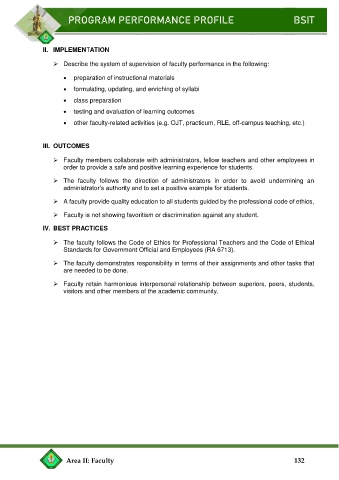 PROGRAM PERFORMANCE PROFILE BSIT
II. IMPLEMENTATION
➢ Describe the system of supervision of faculty performance in the following:
• preparation of instructional materials
• formulating, updating, and enriching of syllabi
• class preparation
• testing and evaluation of learning outcomes
• other faculty-related activities (e.g. OJT, practicum, RLE, off-campus teaching, etc.)
III. OUTCOMES
➢ Faculty members collaborate with administrators, fellow teachers and other employees in
order to provide a safe and positive learning experience for students.
➢ The faculty follows the direction of administrators in order to avoid undermining an
administrator's authority and to set a positive example for students.
➢ A faculty provide quality education to all students guided by the professional code of ethics.
➢ Faculty is not showing favoritism or discrimination against any student.
IV. BEST PRACTICES
➢ The faculty follows the Code of Ethics for Professional Teachers and the Code of Ethical
Standards for Government Official and Employees (RA 6713).
➢ The faculty demonstrates responsibility in terms of their assignments and other tasks that
are needed to be done.
➢ Faculty retain harmonious interpersonal relationship between superiors, peers, students,
visitors and other members of the academic community.
Area II: Faculty 132